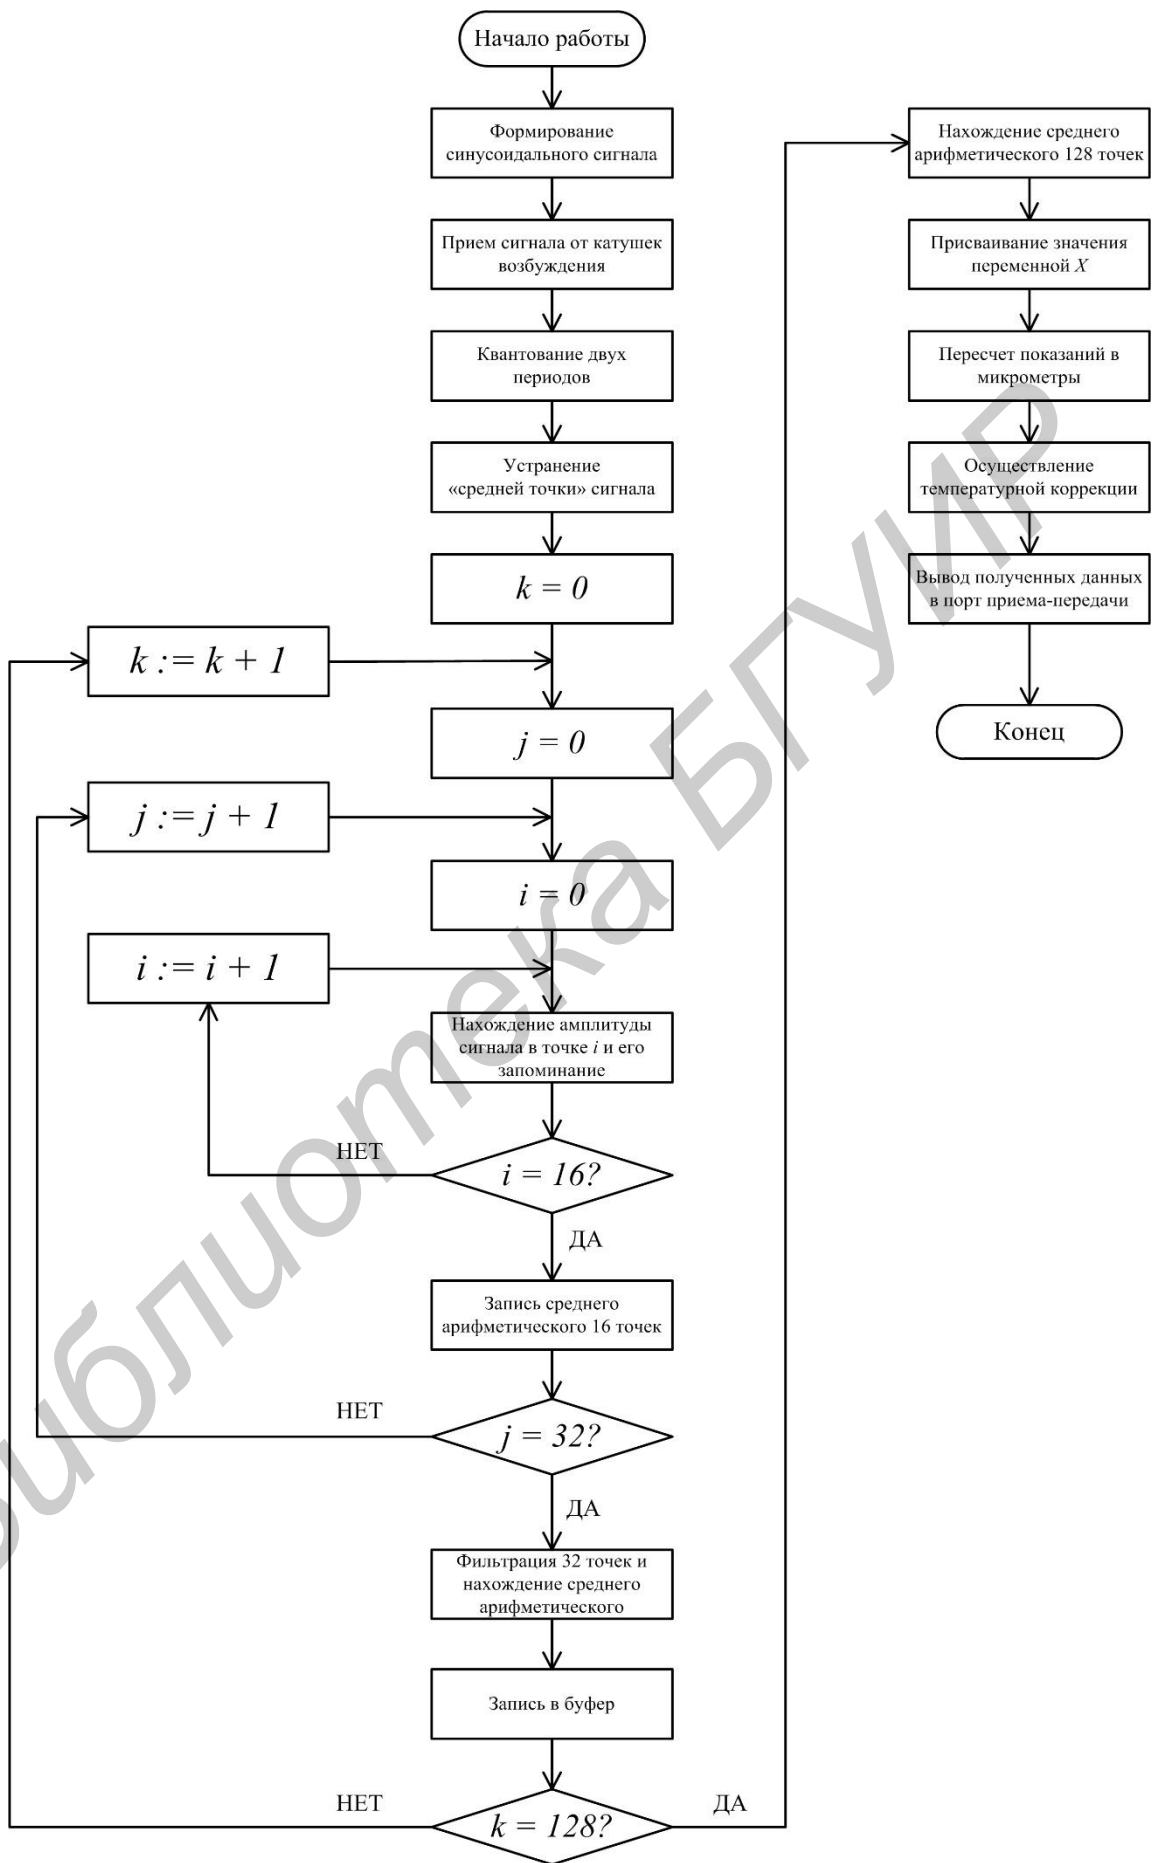 Начало работы
Формирование
синусоидального сигнала
Прием сигнала от катушек
возбуждения
Квантование двух
периодов
Устранение
«средней точки» сигнала
k = 0
k := k + 1
j = 0
j := j + 1
i = 0
i := i + 1
Нахождение амплитуды
сигнала в точке i и его
запоминание
НЕТ
i = 16?
ДА
Запись среднего
арифметического 16 точек
НЕТ
j = 32?
ДА
Фильтрация 32 точек и
нахождение среднего
арифметического
Запись в буфер
НЕТ
k = 128?
ДА
Нахождение среднего
арифметического 128 точек
Присваивание значения
переменной X
Пересчет показаний в
микрометры
Осуществление
температурной коррекции
Вывод полученных данных
в порт приема-передачи
Конец
библиотека БГУИР